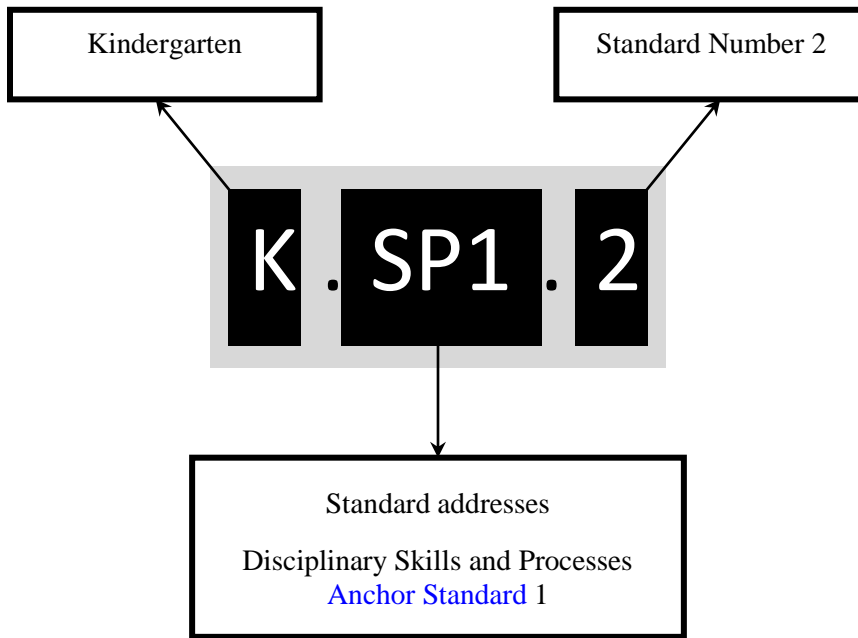 Kindergarten
Standard Number 2
K . SP1 . 2
Standard addresses
Disciplinary Skills and Processes
Anchor Standard 1